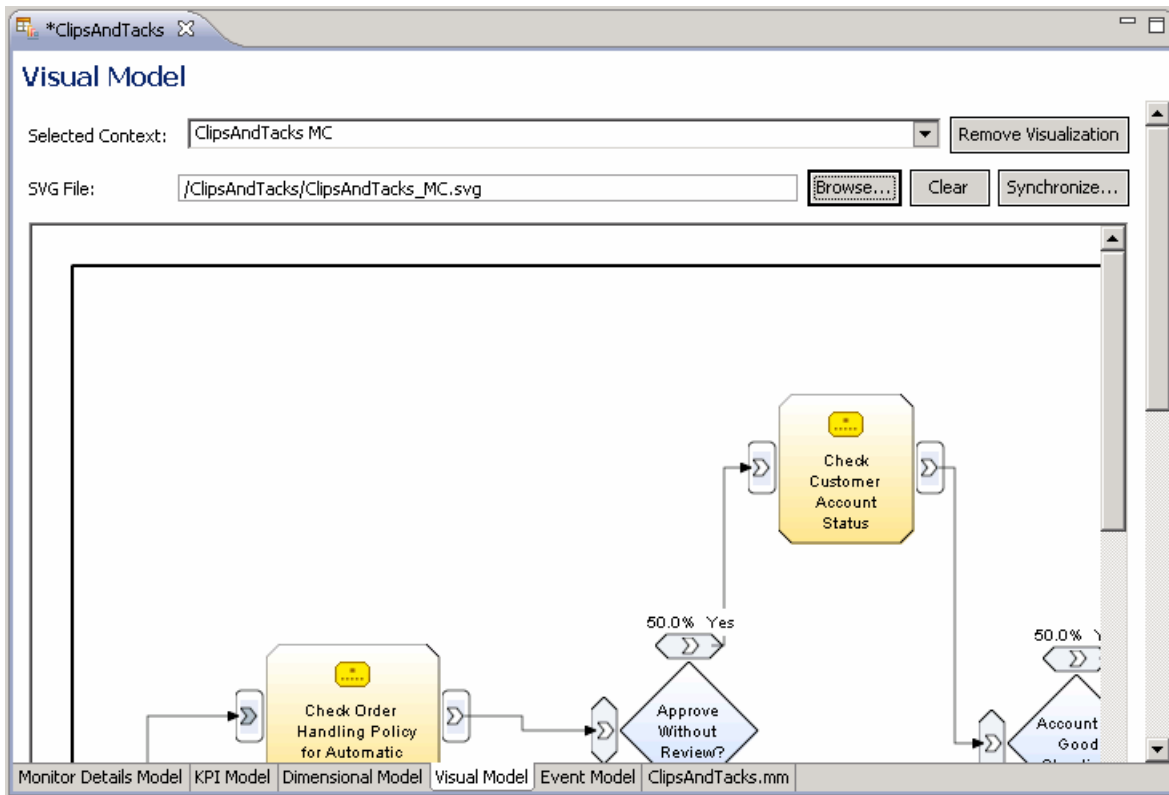 *ClipsAndTacks
Visual Model
Selected Context:
ClipsAndTacks MC
Remove Visualization
SVG File:
/ClipsAndTacks/ClipsAndTacks_MC.svg
Browse...
Clear
Synchronize...
Check
Customer
Account
Status
50.0% Yes
50.0%
Check Order
Handling Policy
for Automatic
Approve
Without
Review?
Account
Good
Monitor Details Model
KPI Model
Dimensional Model
Visual Model
Event Model
ClipsAndTacks.mm